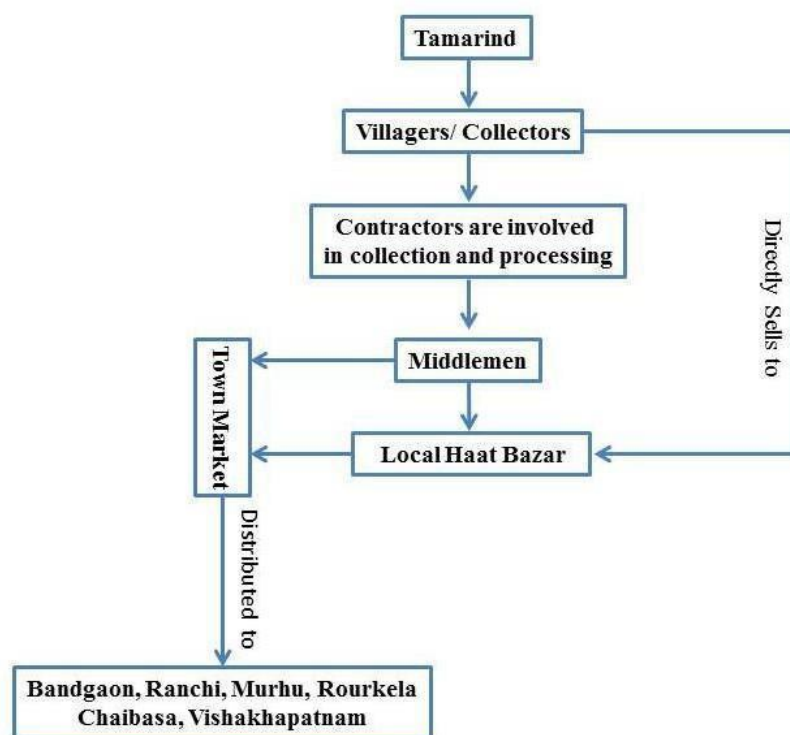 Tamarind
Villagers/ Collectors
Contractors are involved
in collection and processing
Directly Sells to
Middlemen
Town Market
Local Haat Bazar
Distributed to
Bandgaon, Ranchi, Murhu, Rourkela
Chaibasa, Vishakhapatnam